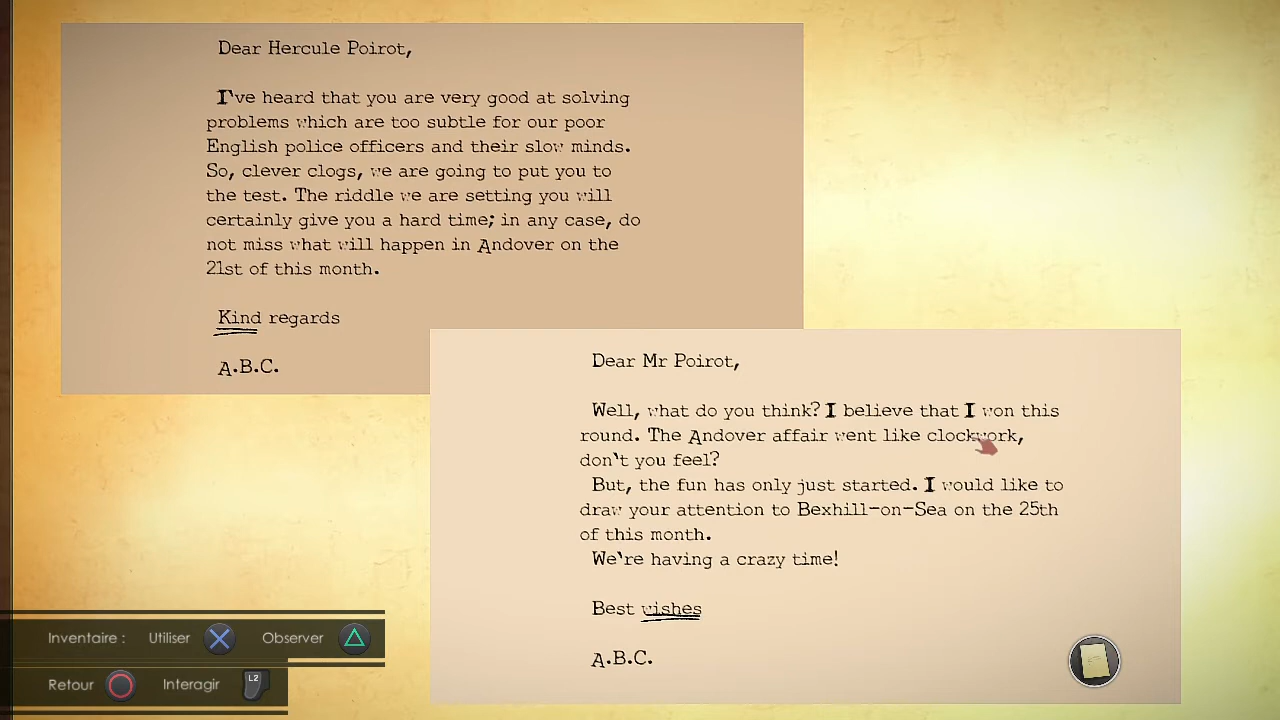 Dear Hercule Poirot,
I've heard that you are very good at solving
problems which are too subtle for our poor
English police officers and their slow minds.
So, clever clogs, we are going to put you to
the test. The riddle we are setting you will
certainly give you a hard time; in any case, do
not miss what will happen in Andover on the
21st of this month.
Kind regards
A.B.C.
Dear Mr Poirot,
Well, what do you think? I believe that I won this
round. The Andover affair went like clockwork,
don't you feel?
But, the fun has only just started. I would like to
draw your attention to Bexhill-on-Sea on the 25th
of this month.
We're having a crazy time!
Best wishes
A.B.C.
Inventaire : Utiliser Observer
Retour Interagir L2